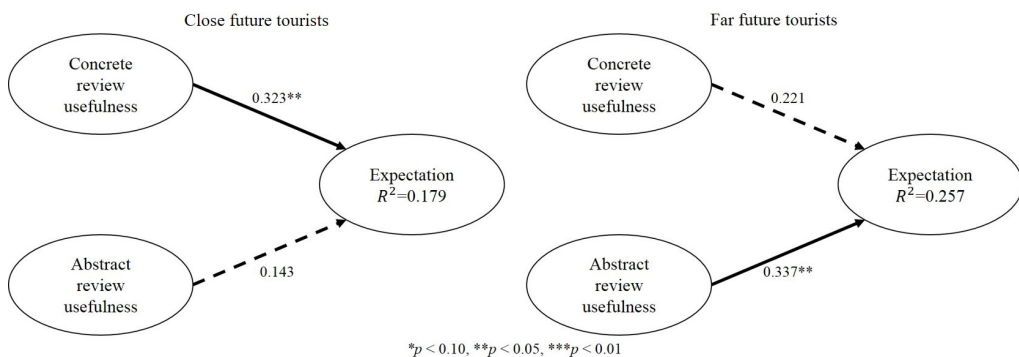 Close future tourists
Concrete
review
usefulness
0.323**
Expectation
R²=0.179
Abstract
review
usefulness
0.143
Far future tourists
Concrete
review
usefulness
0.221
Expectation
R²=0.257
Abstract
review
usefulness
0.337**
*p < 0.10, **p < 0.05, ***p < 0.01